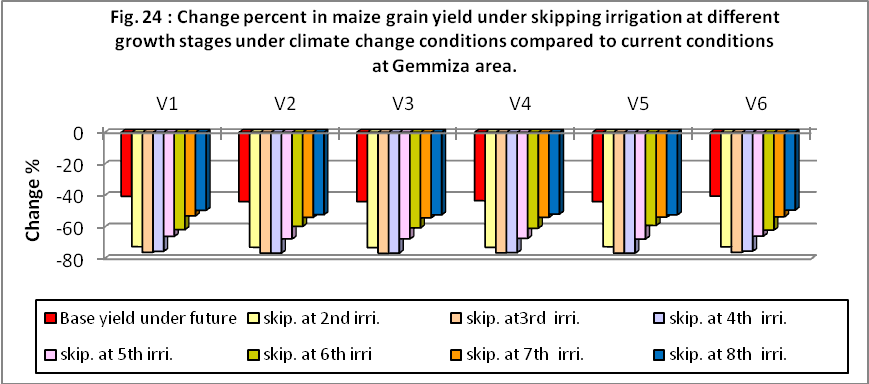 Fig. 24 : Change percent in maize grain yield under skipping irrigation at different
growth stages under climate change conditions compared to current conditions
at Gemmiza area.
V1 V2 V3 V4 V5 V6
0
-20
-40
-60
-80
Change %
Base yield under future skip. at 2nd irri. skip. at3rd irri. skip. at 4th irri.
skip. at 5th irri. skip. at 6th irri skip. at 7th irri. skip. at 8th irri.